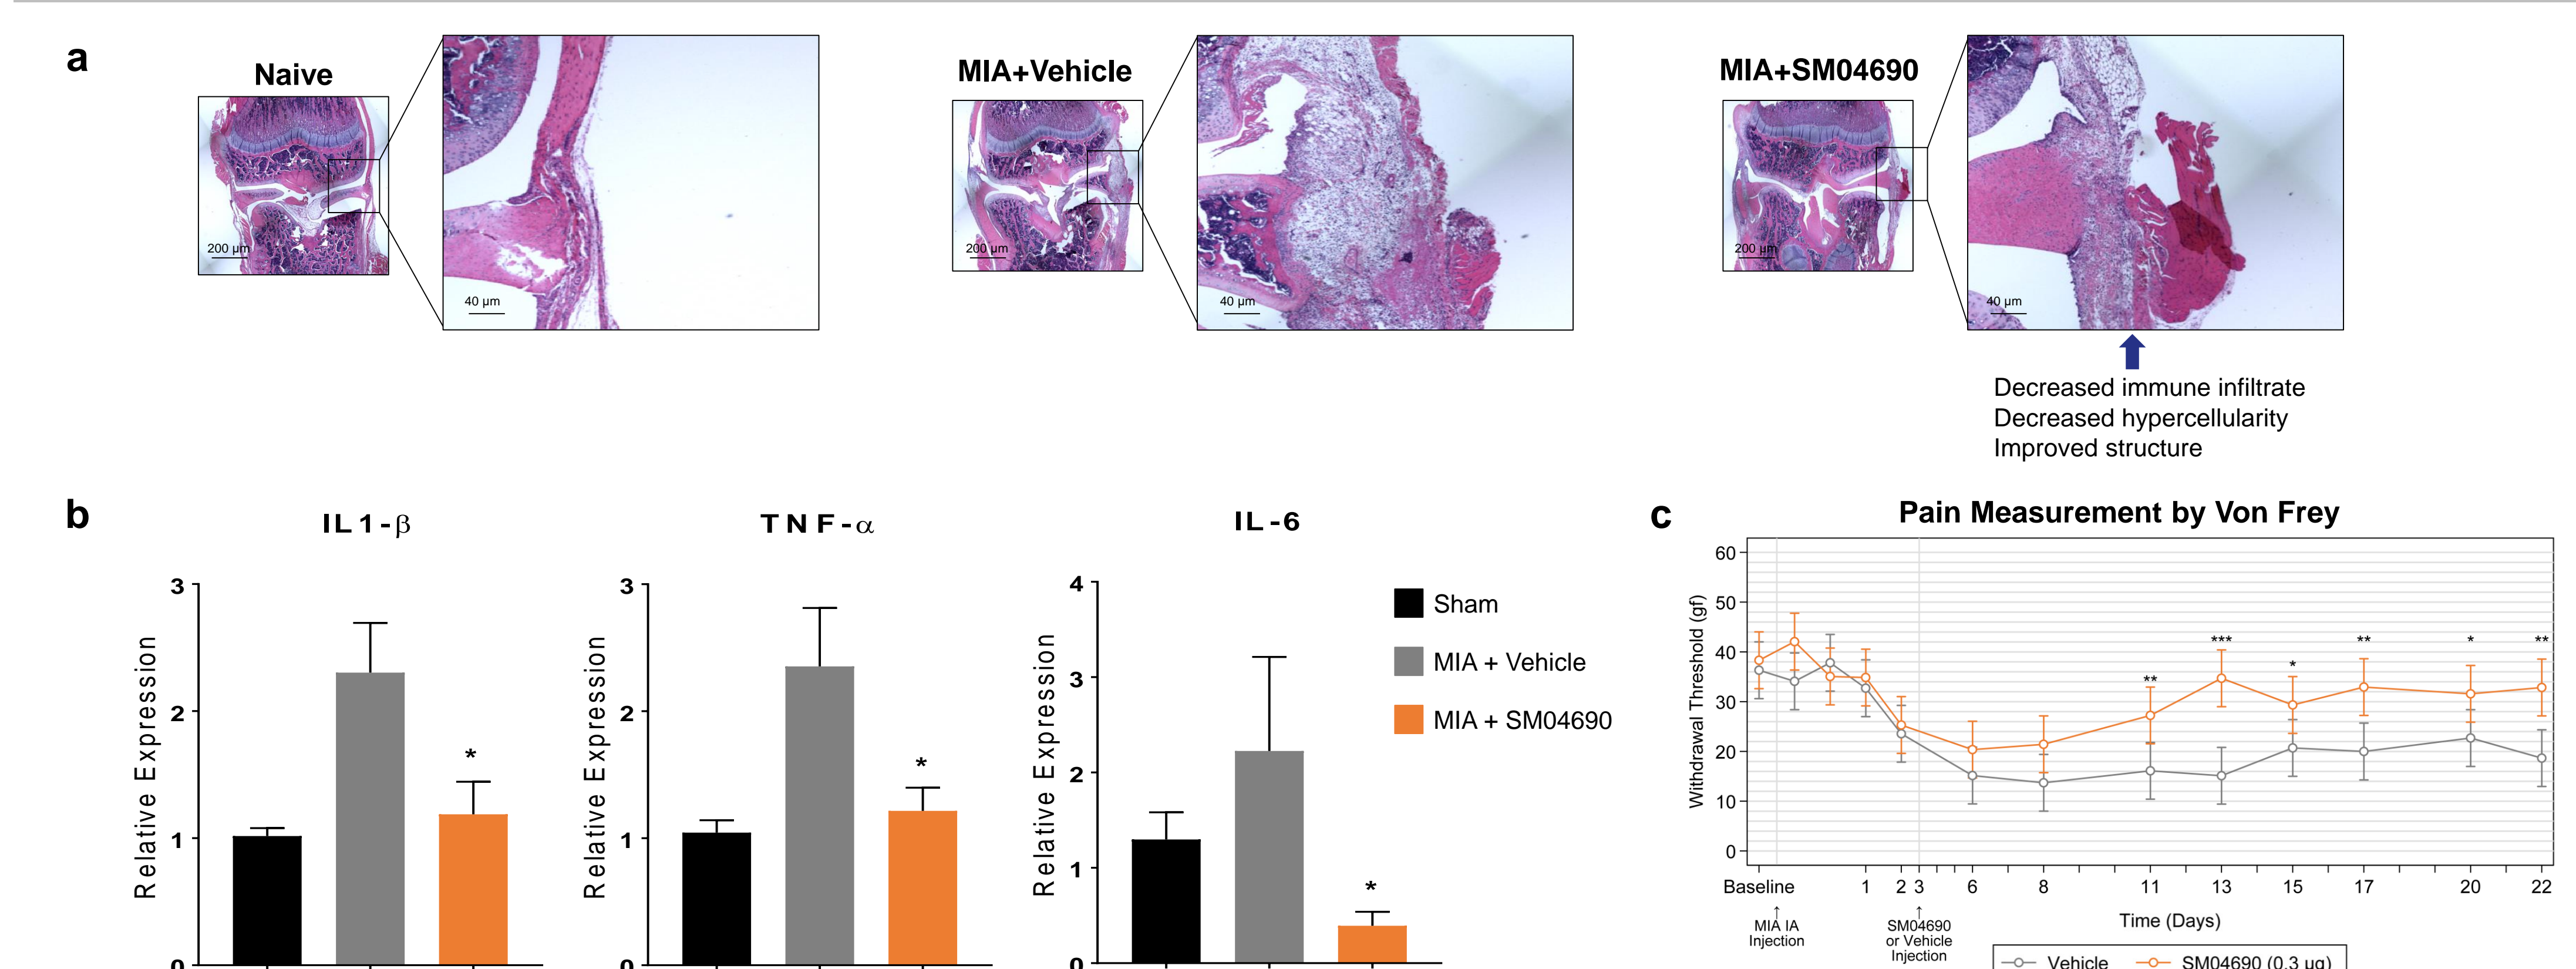 a
Naive
MIA+Vehicle
MIA+SM04690
200 µm
40 µm
200 µm
40 µm
200 µm
40 µm
Decreased immune infiltrate
Decreased hypercellularity
Improved structure
b
IL1-β
Relative Expression
3
2
1
0
*
TNF-α
Relative Expression
3
2
1
0
*
IL-6
Relative Expression
4
3
2
1
0
*
Sham
MIA + Vehicle
MIA + SM04690
c
Pain Measurement by Von Frey
Withdrawal Threshold (gf)
60
50
40
30
20
10
0
** *** * ** * **
Baseline 1 2 3 6 8 11 13 15 17 20 22
↑
MIA IA
Injection
↑
SM04690
or Vehicle
Injection
Time (Days)
Vehicle SM04690 (0.3 µg)